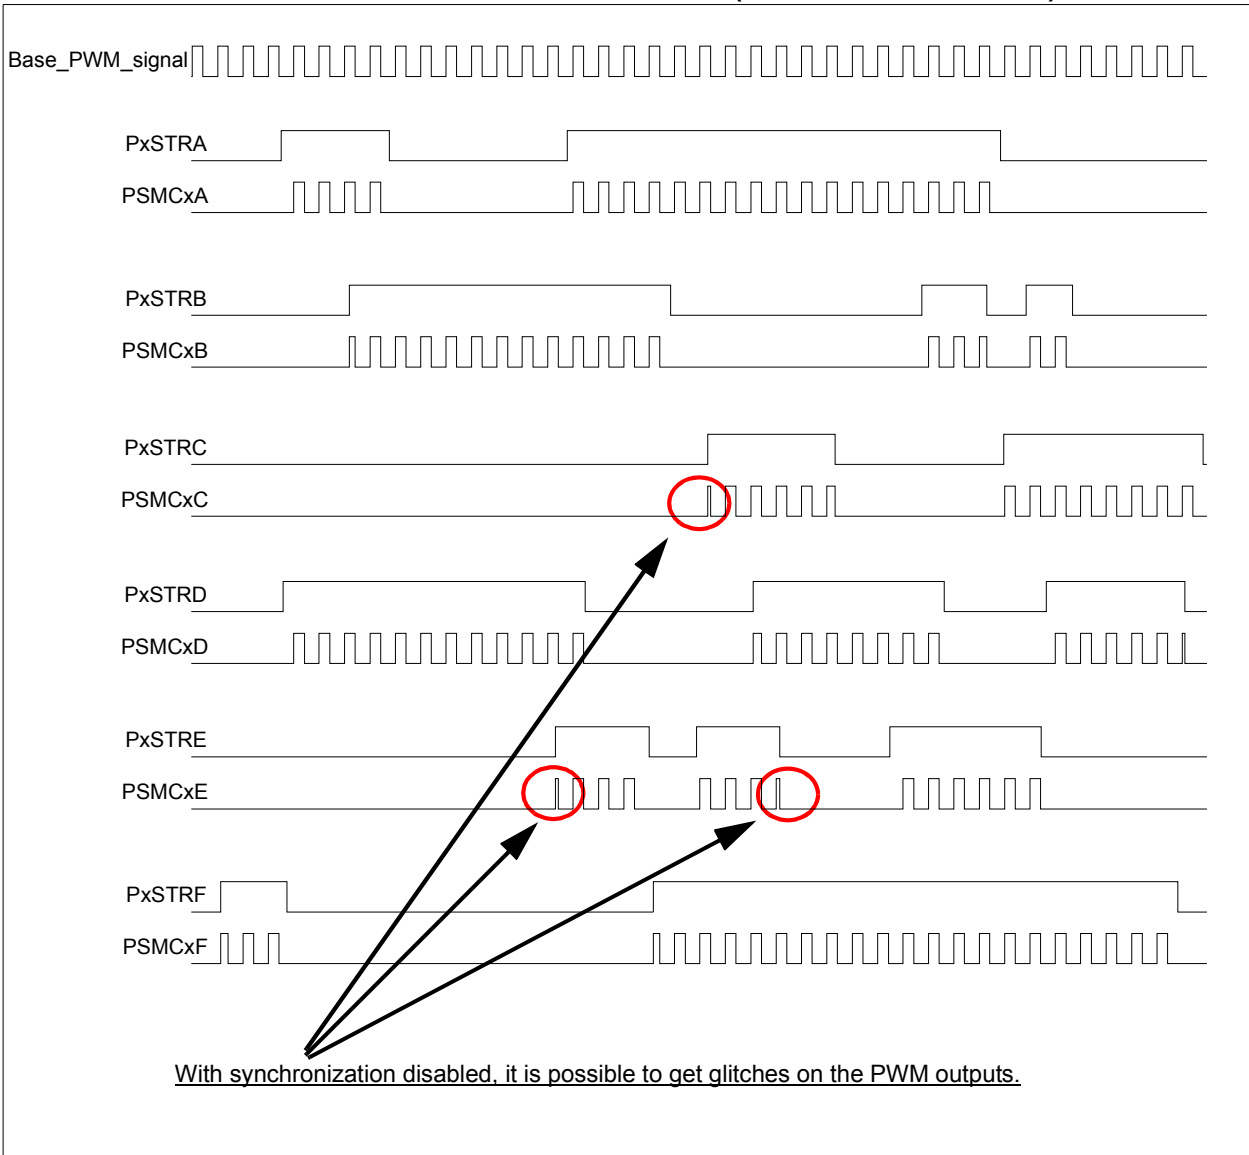 Base_PWM_signal
PxSTRA
PSMCxA
PxSTRB
PSMCxB
PxSTRC
PSMCxC
PxSTRD
PSMCxD
PxSTRE
PSMCxE
PxSTRF
PSMCxF
With synchronization disabled, it is possible to get glitches on the PWM outputs.